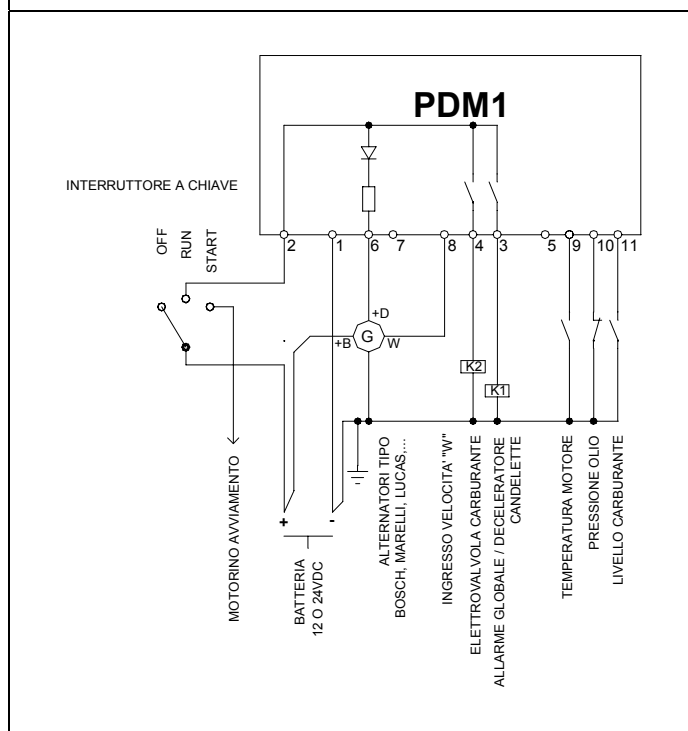 PDM1
INTERRUTTORE A CHIAVE
OFF
RUN
START
2
1
6
7
8
4
3
5
9
10
11
+D
+B
G
W
K2
K1
+
-
MOTORINO AVVIAMENTO
BATTERIA
12 O 24VDC
ALTERNATORI TIPO
BOSCH, MARELLI, LUCAS,...
INGRESSO VELOCITA' "W"
ELETTROVALVOLA CARBURANTE
ALLARME GLOBALE / DECELERATORE
CANDELETTE
TEMPERATURA MOTORE
PRESSIONE OLIO
LIVELLO CARBURANTE